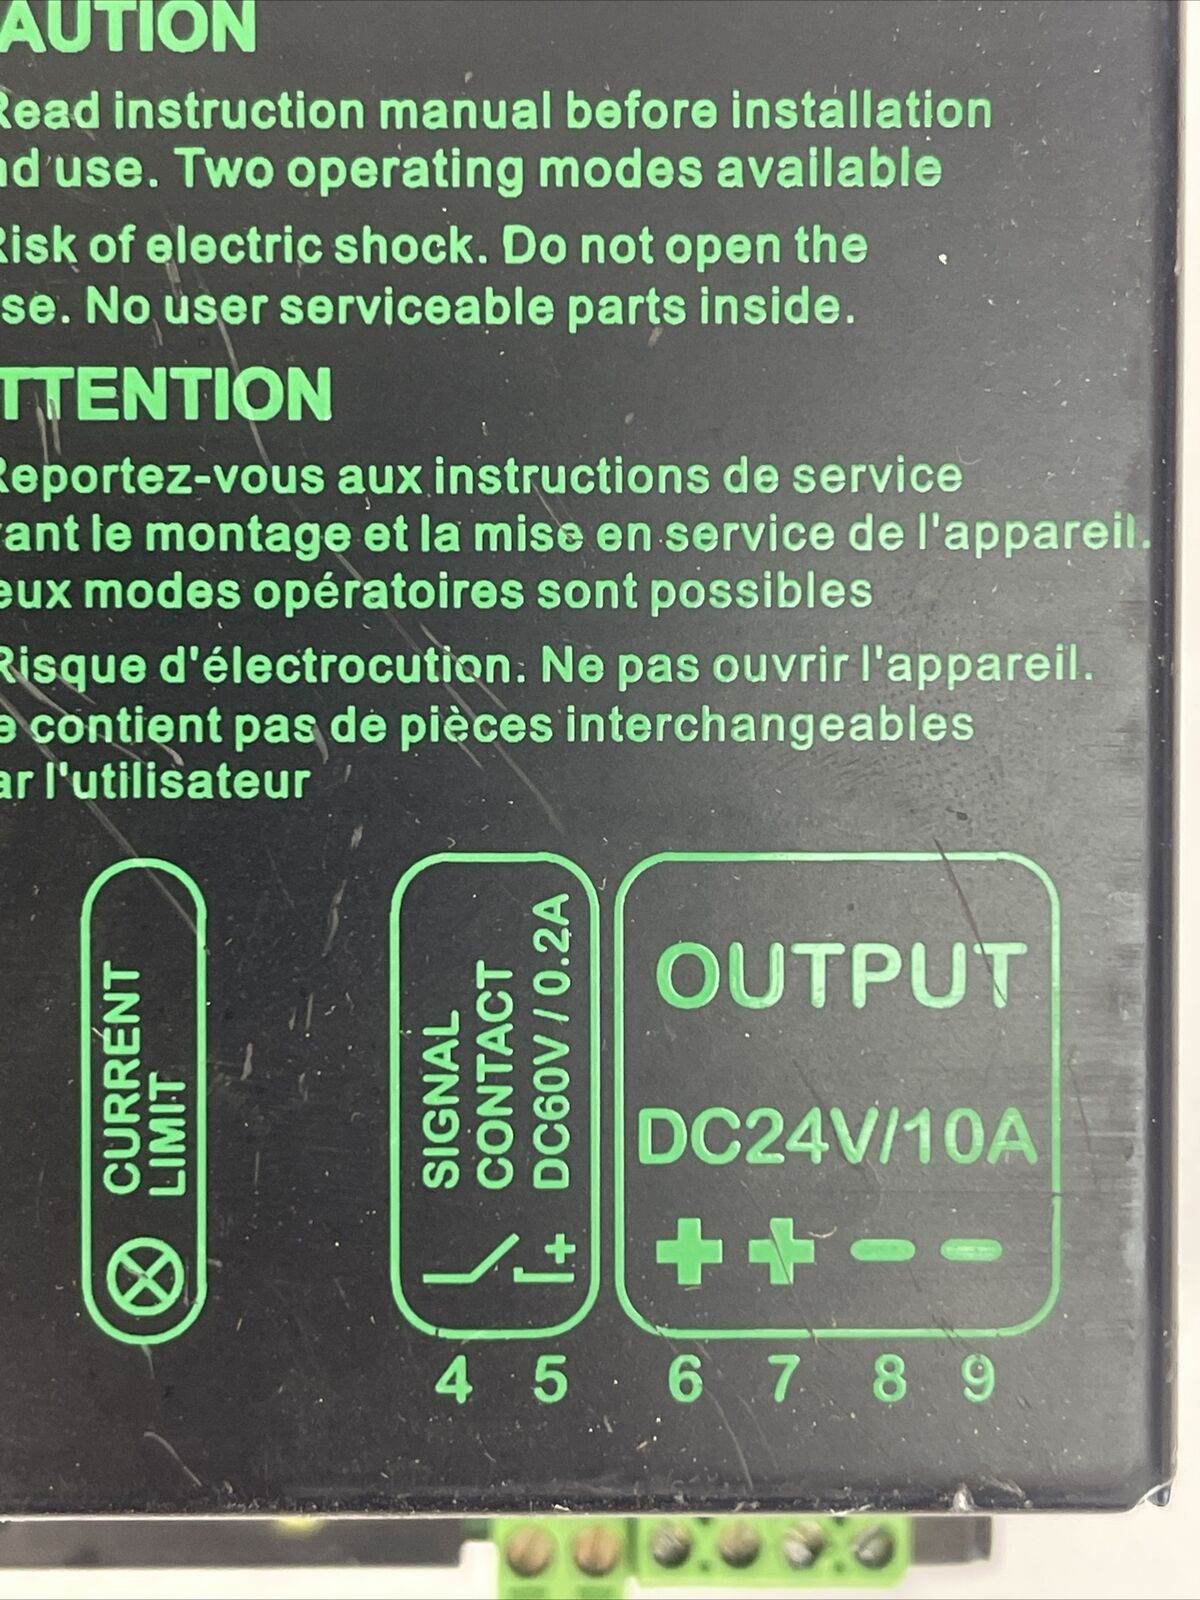 AUTION
Read instruction manual before installation
nd use. Two operating modes available
Risk of electric shock. Do not open the
se. No user serviceable parts inside.
TTENTION
Reportez-vous aux instructions de service
vant le montage et la mise en service de l'appareil.
eux modes opératoires sont possibles
Risque d'électrocution. Ne pas ouvrir l'appareil.
e contient pas de pièces interchangeables
ar l'utilisateur
CURRENT
LIMIT
SIGNAL
CONTACT
DC60V / 0.2A
+
OUTPUT
DC24V/10A
+ + - -
4 5 6 7 8 9